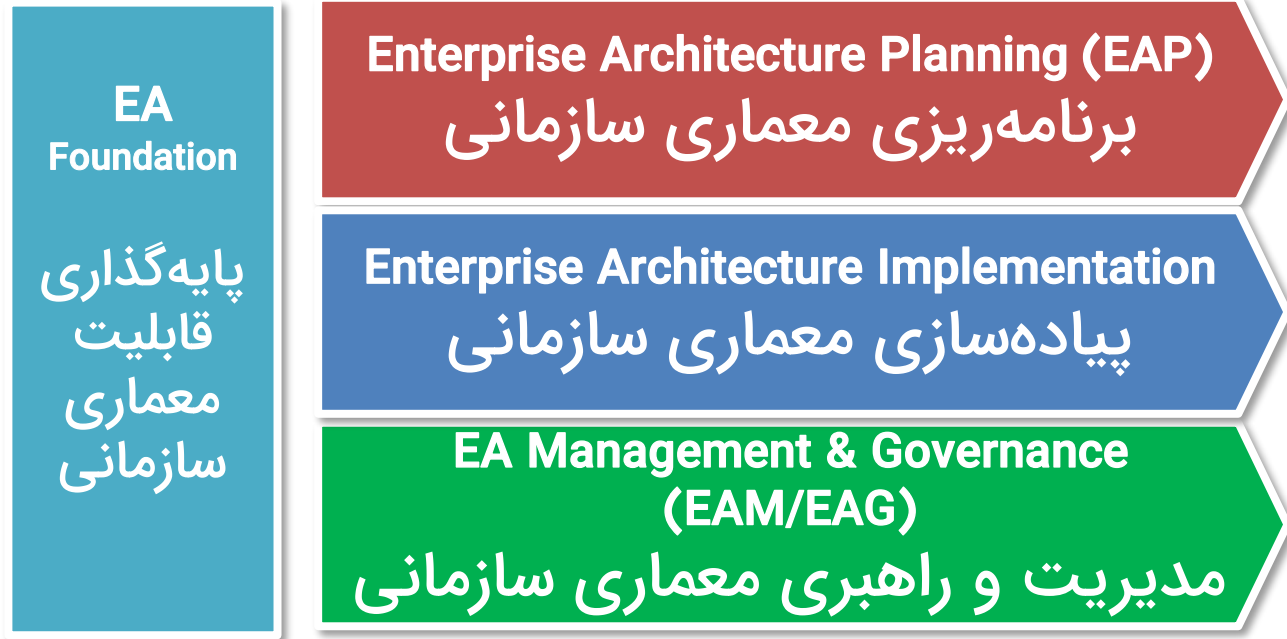 EA
Foundation
پایه‌گذاری
قابلیت
معماری
سازمانی
Enterprise Architecture Planning (EAP)
برنامه‌ریزی معماری سازمانی
Enterprise Architecture Implementation
پیاده‌سازی معماری سازمانی
EA Management & Governance
(EAM/EAG)
مدیریت و راهبری معماری سازمانی